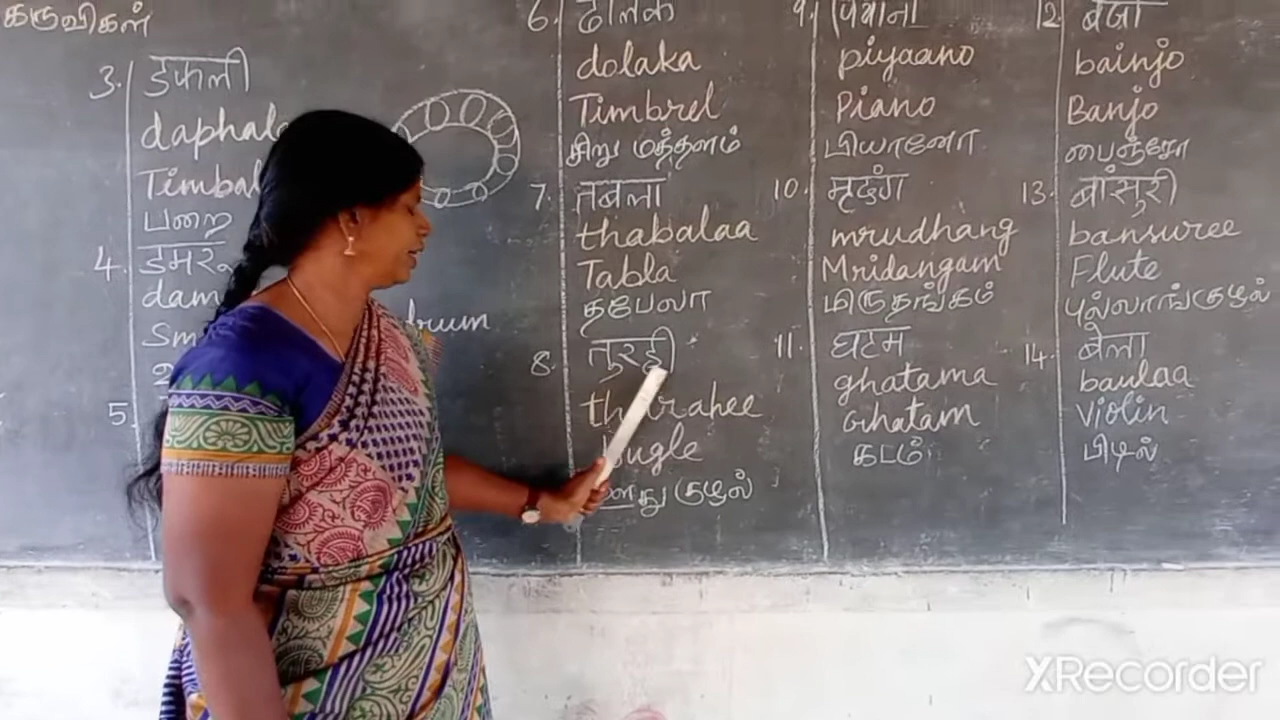 கருவிகள்
3. डफली
daphal
Timbal
பறை
4. डमरू
dam
Sm
drum
5.
6. ढोलक
dolaka
Timbrel
சிறு மத்தளம்
7. तबला
thabalaa
Tabla
தபேலா
8. तुरही
thurahee
bugle
ஊது குழல்
9. पियानो
piyaano
Piano
பியானோ
10. मृदंग
mrudhang
Mridangam
மிருதங்கம்
11. घटम
ghatama
Ghatam
கடம்
12. बेंजो
bainjo
Banjo
பைஞ்சோ
13. बांसुरी
bansuree
Flute
புல்லாங்குழல்
14. बेला
baulaa
Violin
பிடில்
XRecorder